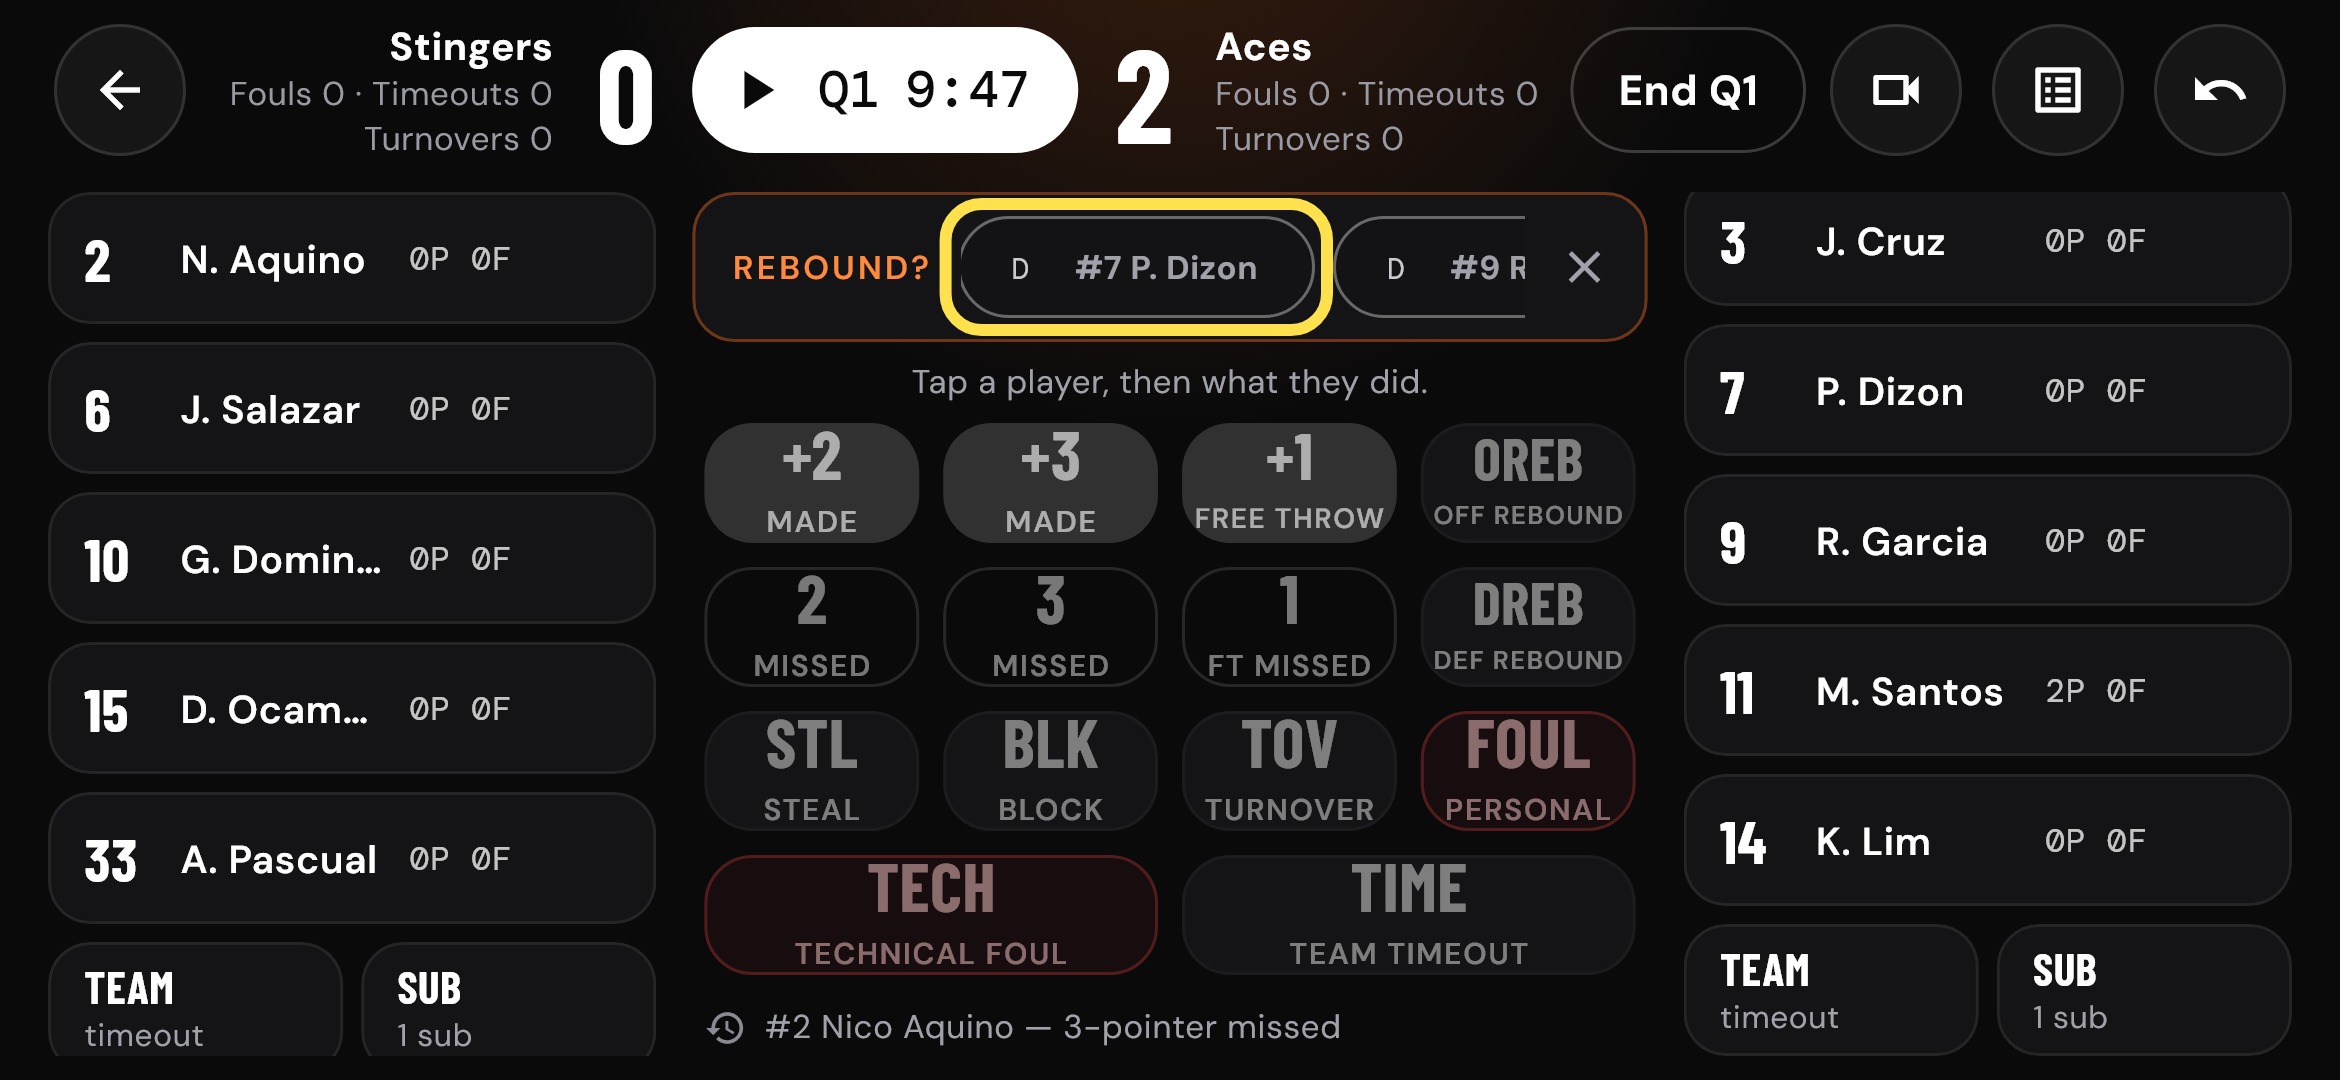 Stingers
Fouls 0 · Timeouts 0
Turnovers 0
0
Q1 9:47
2
Aces
Fouls 0 · Timeouts 0
Turnovers 0
End Q1
2 N. Aquino 0P 0F
6 J. Salazar 0P 0F
10 G. Domin... 0P 0F
15 D. Ocam... 0P 0F
33 A. Pascual 0P 0F
TEAM
timeout
SUB
1 sub
REBOUND? D #7 P. Dizon D #9 R
Tap a player, then what they did.
+2
MADE
+3
MADE
+1
FREE THROW
OREB
OFF REBOUND
2
MISSED
3
MISSED
1
FT MISSED
DREB
DEF REBOUND
STL
STEAL
BLK
BLOCK
TOV
TURNOVER
FOUL
PERSONAL
TECH
TECHNICAL FOUL
TIME
TEAM TIMEOUT
#2 Nico Aquino — 3-pointer missed
3 J. Cruz 0P 0F
7 P. Dizon 0P 0F
9 R. Garcia 0P 0F
11 M. Santos 2P 0F
14 K. Lim 0P 0F
TEAM
timeout
SUB
1 sub